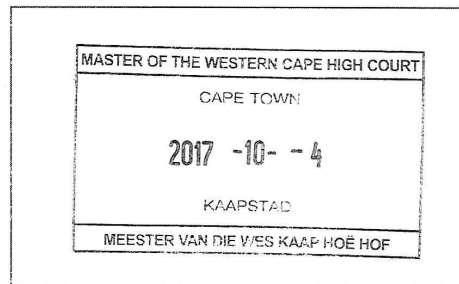 MASTER OF THE WESTERN CAPE HIGH COURT
CAPE TOWN
2017 -10- -4
KAAPSTAD
MEESTER VAN DIE WES KAAP HOË HOF